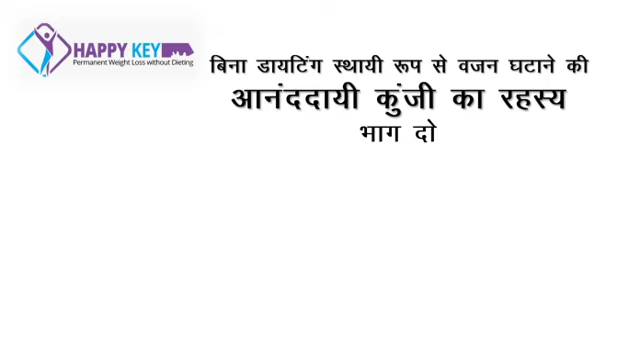 HAPPY KEY
Permanent Weight Loss without Dieting
बिना डायटिंग स्थायी रूप से वजन घटाने की
आनंददायी कुंजी का रहस्य
भाग दो